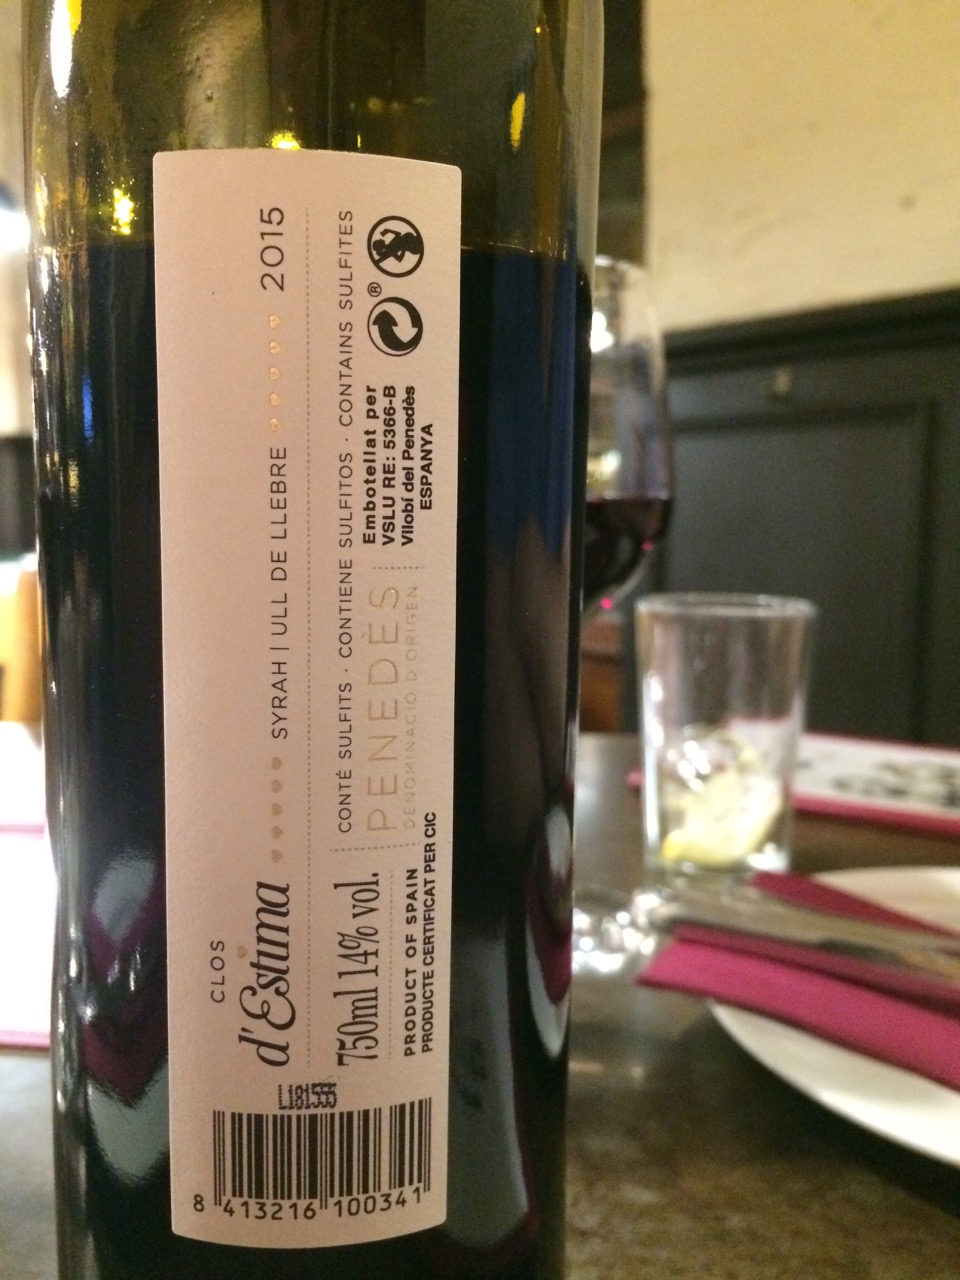 CLOS
d'Estima
SYRAH | ULL DE LLEBRE
2015
CONTÉ SULFITS · CONTIENE SULFITOS · CONTAINS SULFITES
750ml 14% vol.
PRODUCT OF SPAIN
PRODUCTE CERTIFICAT PER CIC
PENEDÈS
DENOMINACIÓ D'ORIGEN
Embotellat per
VSLU RE: 5366-B
Vilobí del Penedès
ESPANYA
®
L181555
8 413216 100341